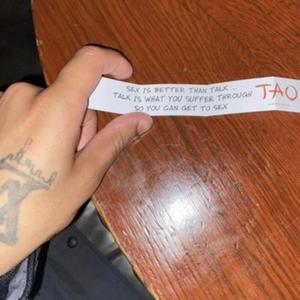 SEX IS BETTER THAN TALK...
TALK IS WHAT YOU SUFFER THROUGH
SO YOU CAN GET TO SEX
TAO